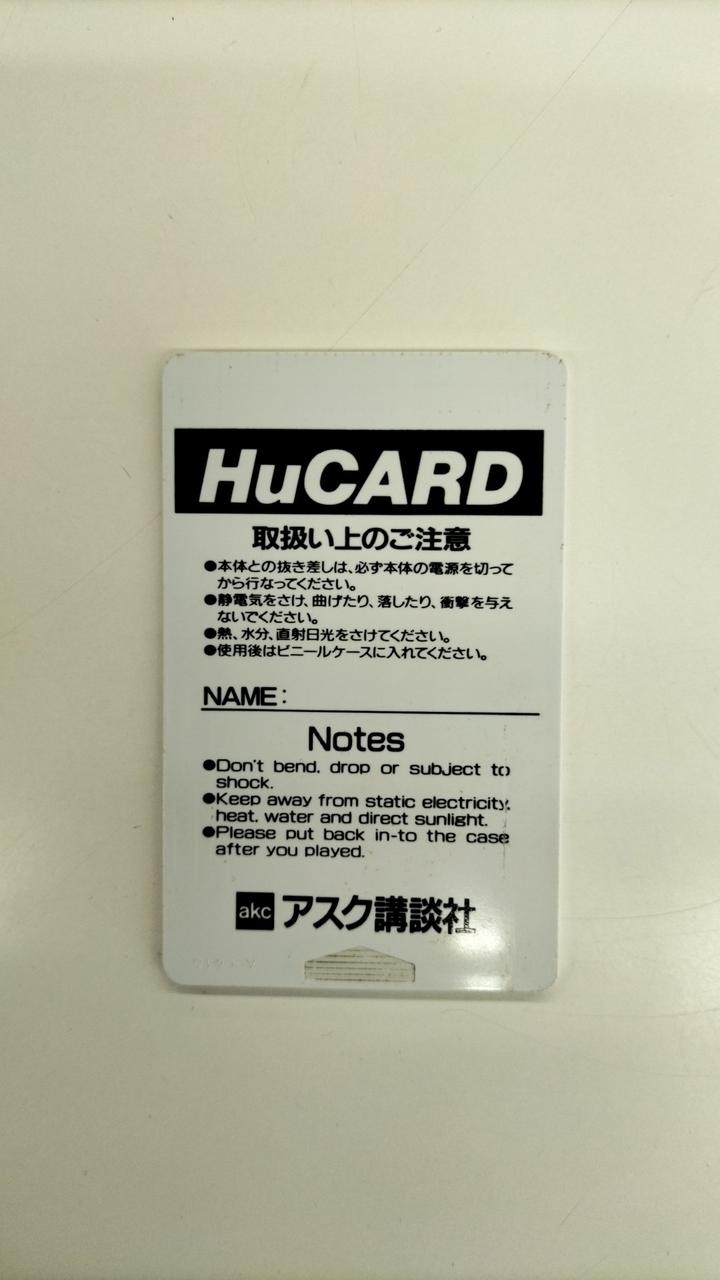 HuCARD
取扱い上のご注意
●本体との抜き差しは、必ず本体の電源を切って
から行なってください。
●静電気をさけ、曲げたり、落したり、衝撃を与え
ないでください。
●熱、水分、直射日光をさけてください。
●使用後はビニールケースに入れてください。
NAME:
Notes
●Don't bend. drop or subject to
shock.
●Keep away from static electricity.
heat. water and direct sunlight.
●Please put back in-to the case
after you played.
akc アスク講談社